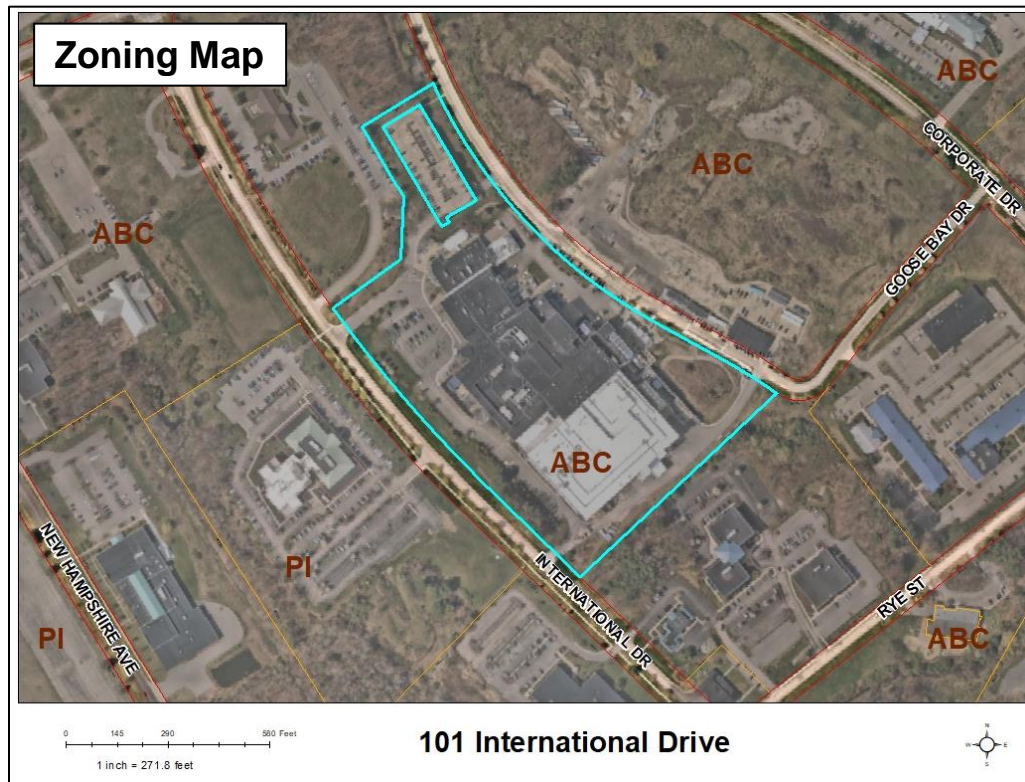 Zoning Map
ABC
CORPORATE DR
ABC
GOOSE BAY DR
ABC
ABC
NEW HAMPSHIRE AVE
PI
INTERNATIONAL DR
RYE ST
PI
ABC
0 145 290 580 Feet
1 inch = 271.8 feet
101 International Drive
N
W E
S